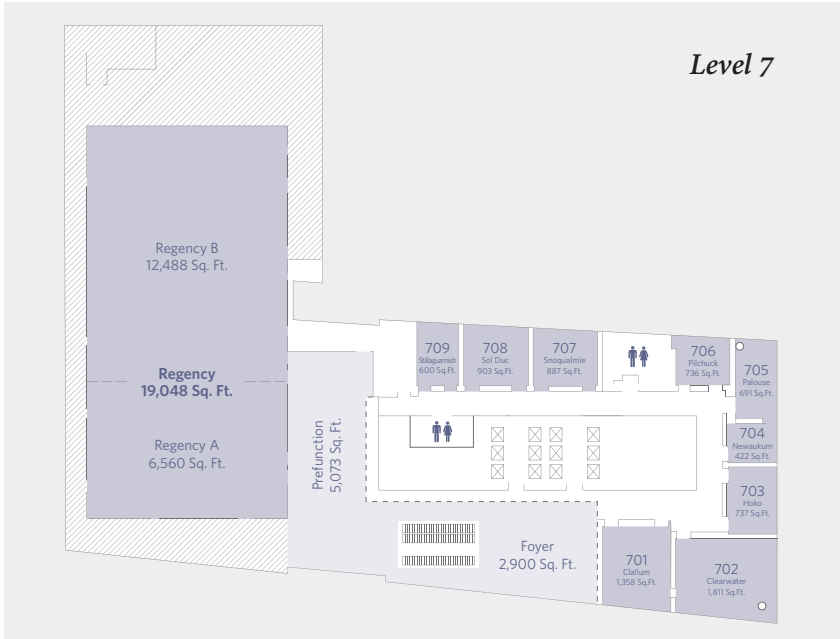 Level 7
Regency B
12,488 Sq. Ft.
Regency
19,048 Sq. Ft.
Regency A
6,560 Sq. Ft.
Prefunction
5,073 Sq. Ft.
709
Stillaguamish
600 Sq.Ft.
708
Sol Duc
903 Sq.Ft.
707
Snoqualmie
887 Sq.Ft.
706
Pilchuck
736 Sq.Ft.
705
Palouse
691 Sq.Ft.
704
Newaukum
422 Sq.Ft.
703
Hoko
737 Sq.Ft.
Foyer
2,900 Sq. Ft.
701
Clallum
1,358 Sq.Ft.
702
Clearwater
1,811 Sq.Ft.